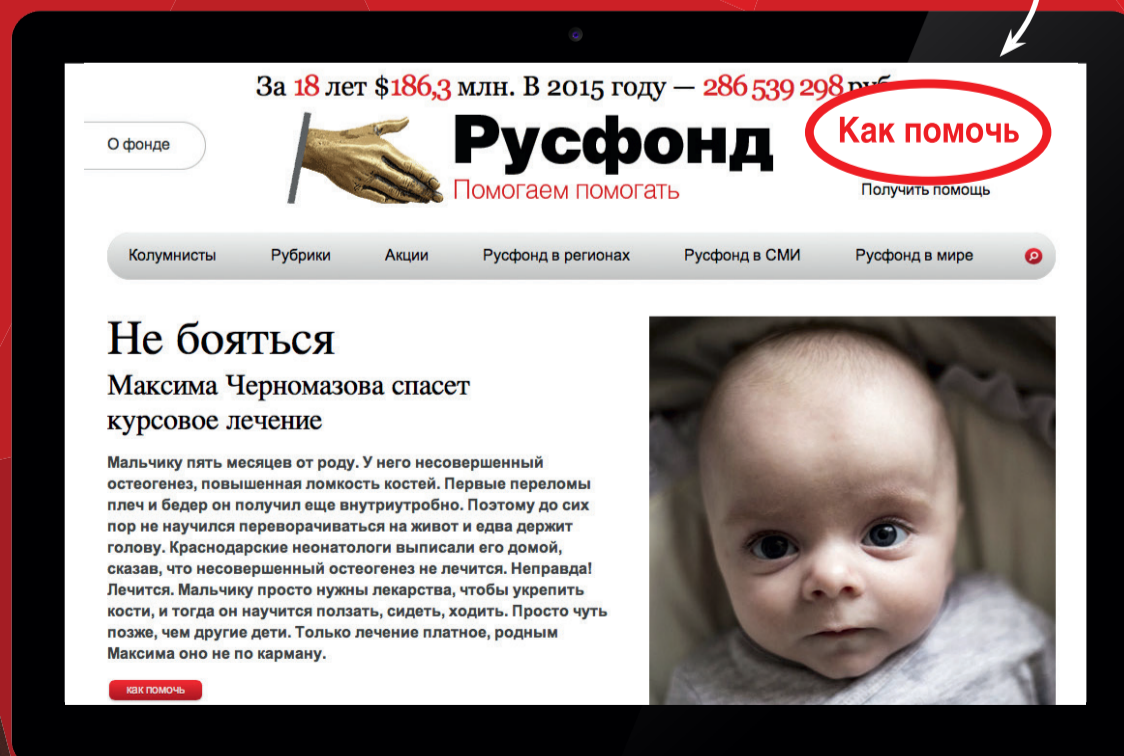 За 18 лет $186,3 млн. В 2015 году — 286 539 298 руб
О фонде
Русфонд
Помогаем помогать
Как помочь
Получить помощь
Колумнисты Рубрики Акции Русфонд в регионах Русфонд в СМИ Русфонд в мире
Не бояться
Максима Черномазова спасет
курсовое лечение
Мальчику пять месяцев от роду. У него несовершенный
остеогенез, повышенная ломкость костей. Первые переломы
плеч и бедер он получил еще внутриутробно. Поэтому до сих
пор не научился переворачиваться на живот и едва держит
голову. Краснодарские неонатологи выписали его домой,
сказав, что несовершенный остеогенез не лечится. Неправда!
Лечится. Мальчику просто нужны лекарства, чтобы укрепить
кости, и тогда он научится ползать, сидеть, ходить. Просто чуть
позже, чем другие дети. Только лечение платное, родным
Максима оно не по карману.
как помочь